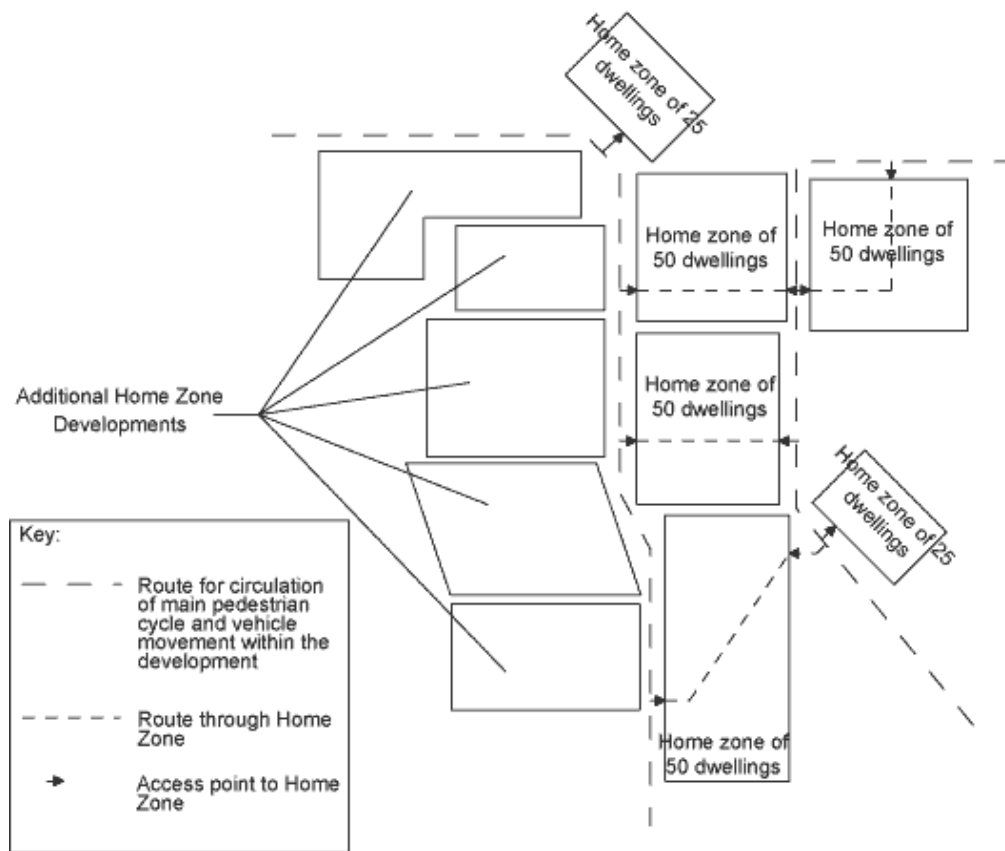 Home zone of 25
dwellings
Home zone of
50 dwellings
Home zone of
50 dwellings
Home zone of
50 dwellings
Additional Home Zone
Developments
Home zone of 25
dwellings
Key:
Route for circulation
of main pedestrian
cycle and vehicle
movement within the
development
Route through Home
Zone
Access point to Home
Zone
Home zone of
50 dwellings